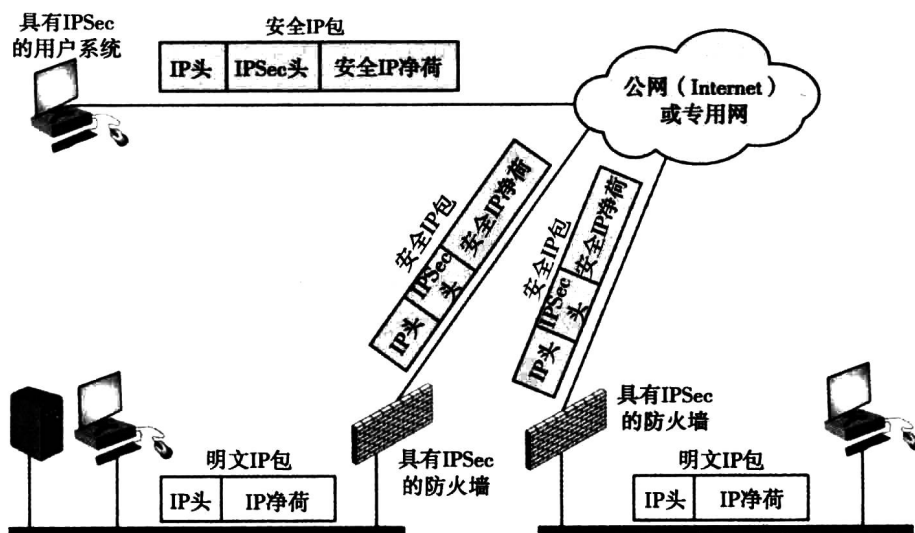 具有IPSec
的用户系统
安全IP包
IP头 IPSec头 安全IP净荷
公网（Internet）
或专用网
安全IP包
IP头 IPSec
头 安全IP净荷
安全IP包
IP头 IPSec
头 安全IP净荷
具有IPSec
的防火墙
明文IP包
IP头 IP净荷
具有IPSec
的防火墙
明文IP包
IP头 IP净荷